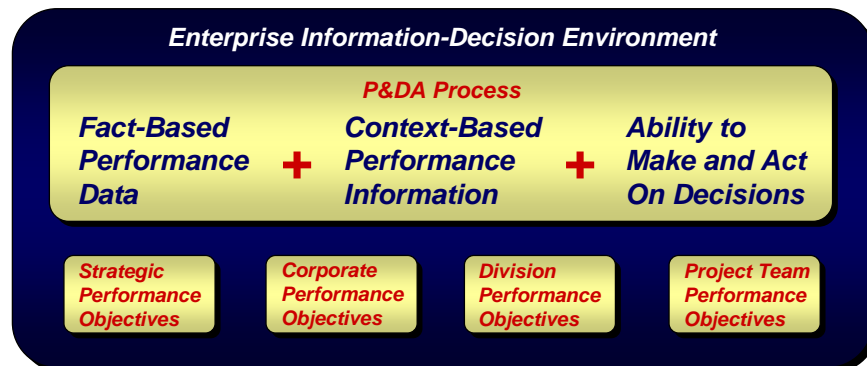 Enterprise Information-Decision Environment
P&DA Process
Fact-Based
Performance
Data
+
Context-Based
Performance
Information
+
Ability to
Make and Act
On Decisions
Strategic
Performance
Objectives
Corporate
Performance
Objectives
Division
Performance
Objectives
Project Team
Performance
Objectives